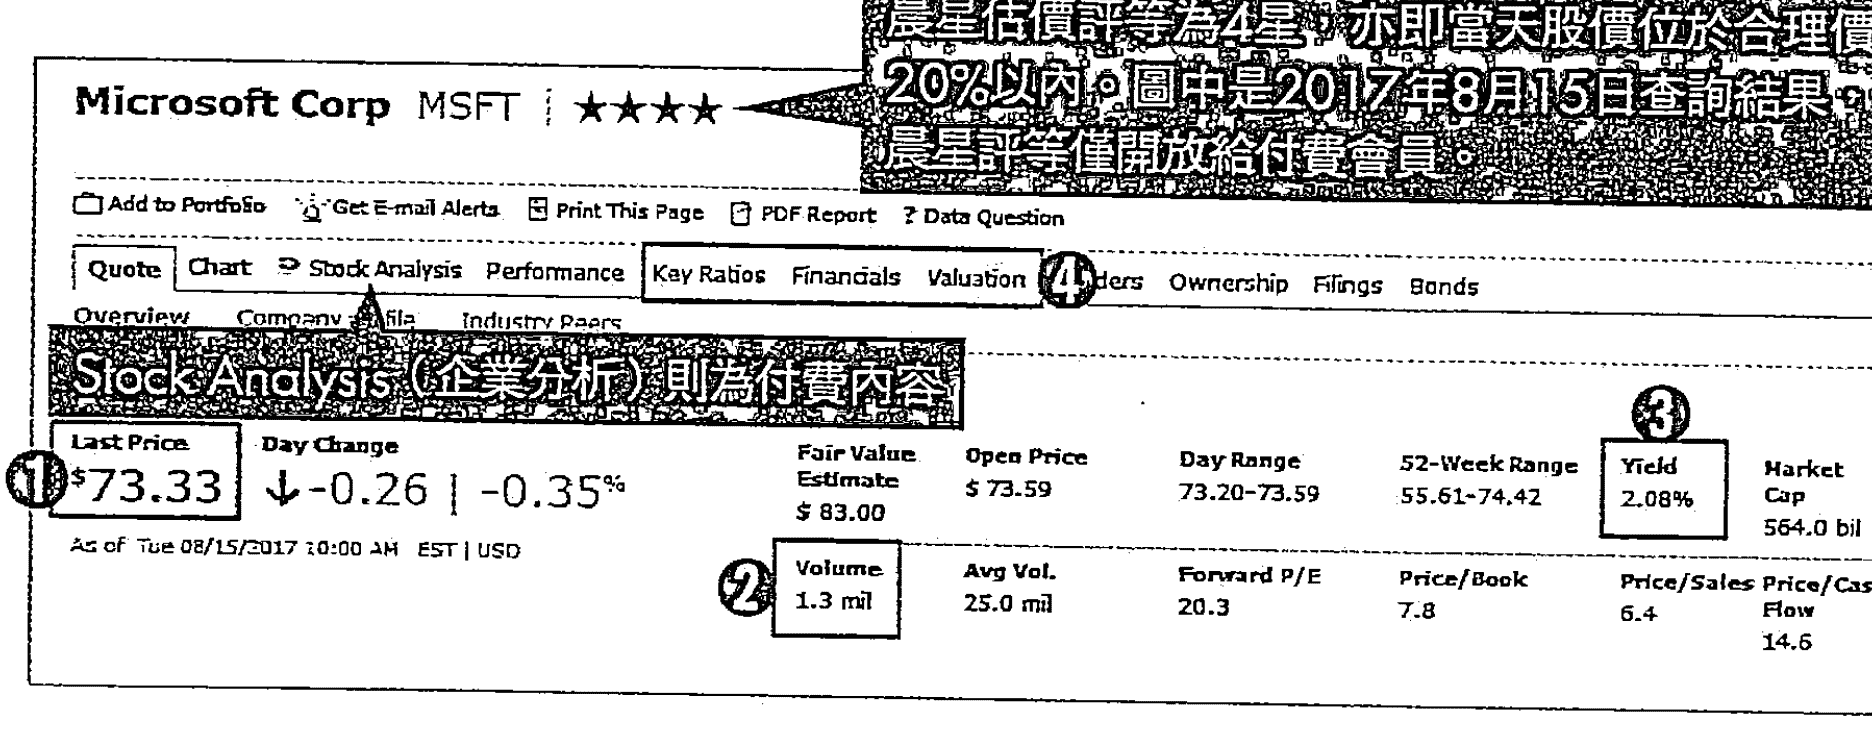 晨星估價評等為4星，亦即當天股價位於合理價
20%以內。圖中是2017年8月15日查詢結果，
晨星評等僅開放給付費會員。
Microsoft Corp MSFT | ★★★★
Add to Portfolio Get E-mail Alerts Print This Page PDF Report ? Data Question
Quote Chart Stock Analysis Performance Key Ratios Financials Valuation 4 ders Ownership Filings Bonds
Overview Company file Industry Peers
Stock Analysis（企業分析）則為付費內容
3
1
Last Price Day Change
$73.33 ↓-0.26 | -0.35%
As of Tue 08/15/2017 10:00 AM EST | USD
Fair Value Estimate Open Price Day Range 52-Week Range Yield Market Cap
$ 83.00 $ 73.59 73.20-73.59 55.61-74.42 2.08% 564.0 bil
2
Volume Avg Vol. Forward P/E Price/Book Price/Sales Price/Cas
Flow
1.3 mil 25.0 mil 20.3 7.8 6.4 14.6